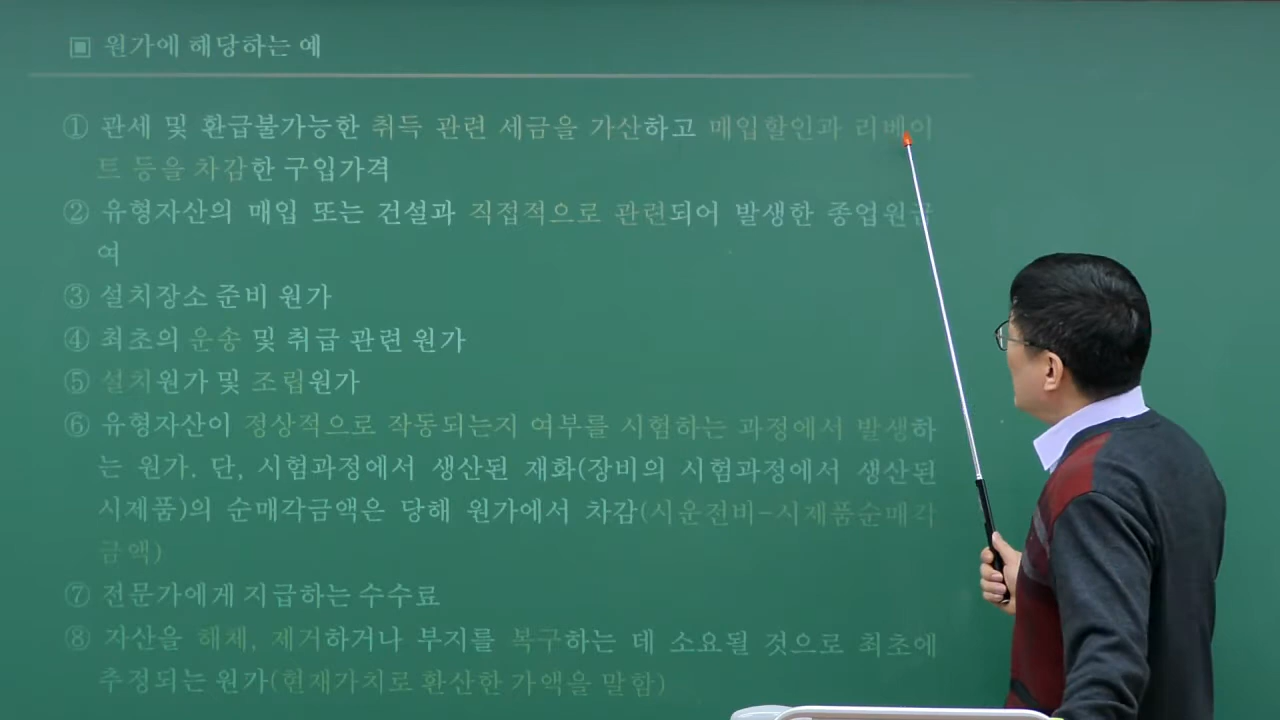 ▣ 원가에 해당하는 예
① 관세 및 환급불가능한 취득 관련 세금을 가산하고 매입할인과 리베이
트 등을 차감한 구입가격
② 유형자산의 매입 또는 건설과 직접적으로 관련되어 발생한 종업원급
여
③ 설치장소 준비 원가
④ 최초의 운송 및 취급 관련 원가
⑤ 설치원가 및 조립원가
⑥ 유형자산이 정상적으로 작동되는지 여부를 시험하는 과정에서 발생하
는 원가. 단, 시험과정에서 생산된 재화(장비의 시험과정에서 생산된
시제품)의 순매각금액은 당해 원가에서 차감(시운전비-시제품순매각
금액)
⑦ 전문가에게 지급하는 수수료
⑧ 자산을 해체, 제거하거나 부지를 복구하는 데 소요될 것으로 최초에
추정되는 원가(현재가치로 환산한 가액을 말함)